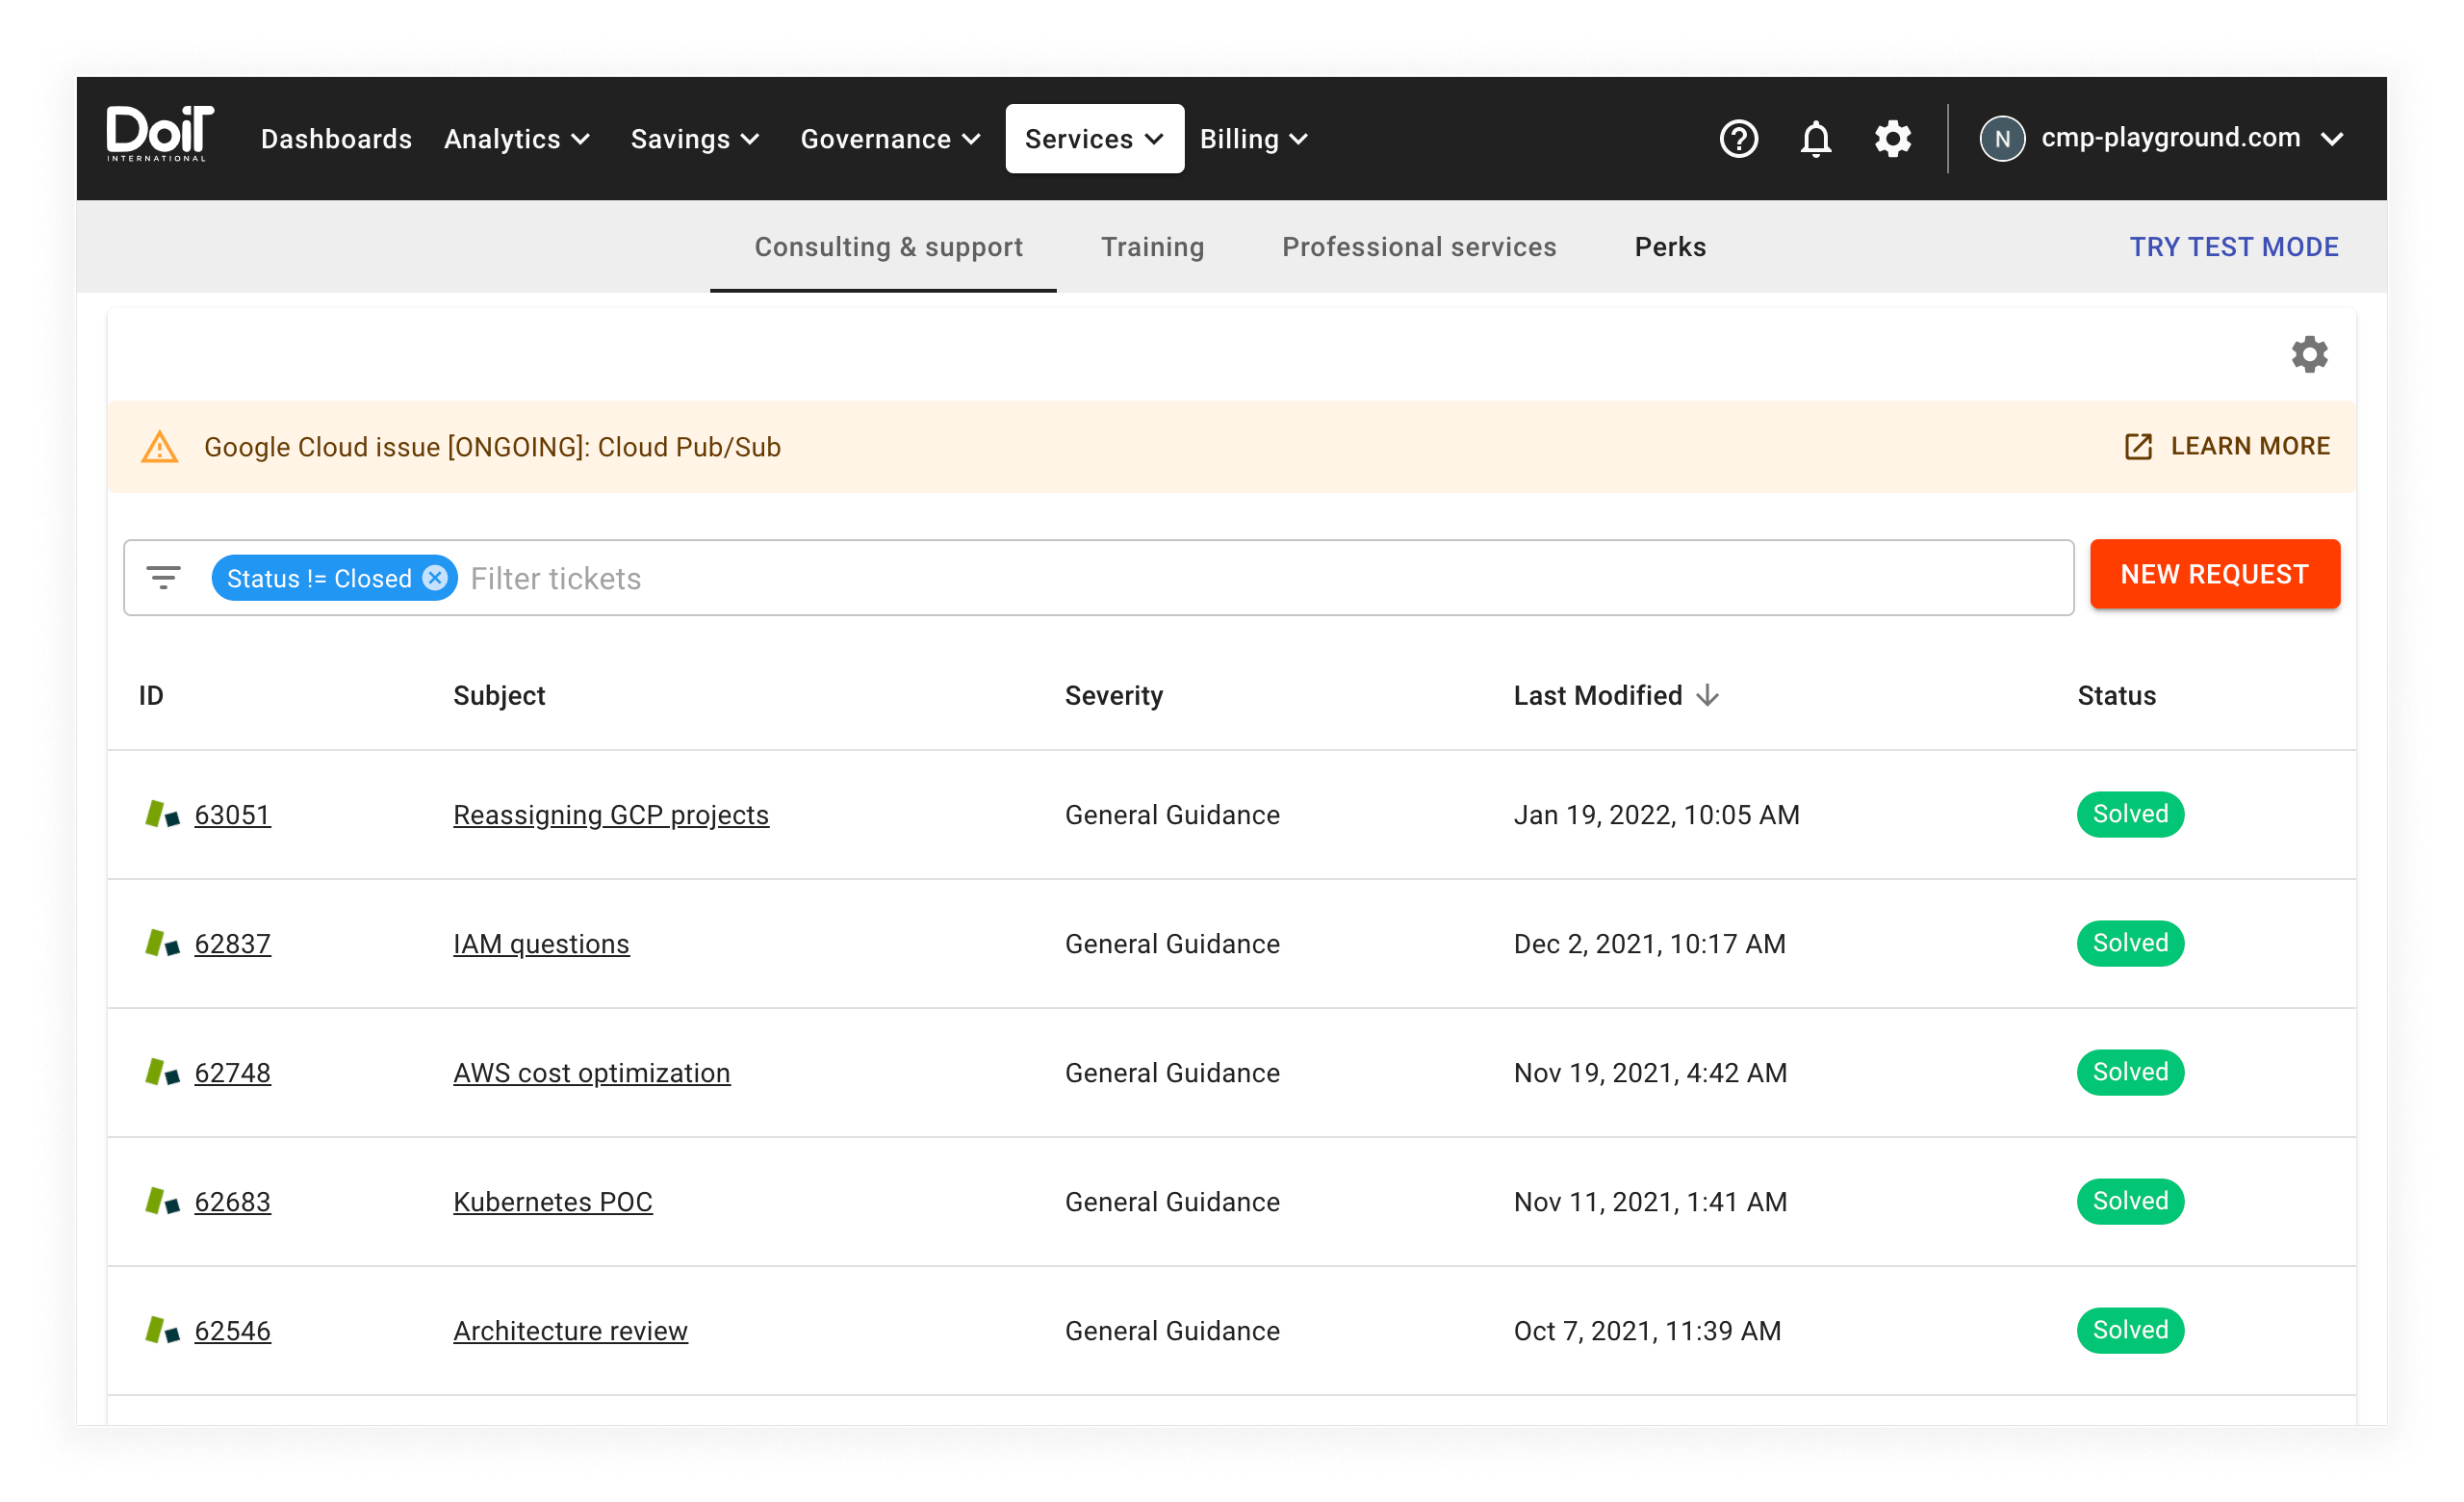 DoiT INTERNATIONAL Dashboards Analytics Savings Governance Services Billing N cmp-playground.com
Consulting & support Training Professional services Perks TRY TEST MODE
Google Cloud issue [ONGOING]: Cloud Pub/Sub LEARN MORE
Status != Closed Filter tickets NEW REQUEST
ID Subject Severity Last Modified Status
63051 Reassigning GCP projects General Guidance Jan 19, 2022, 10:05 AM Solved
62837 IAM questions General Guidance Dec 2, 2021, 10:17 AM Solved
62748 AWS cost optimization General Guidance Nov 19, 2021, 4:42 AM Solved
62683 Kubernetes POC General Guidance Nov 11, 2021, 1:41 AM Solved
62546 Architecture review General Guidance Oct 7, 2021, 11:39 AM Solved